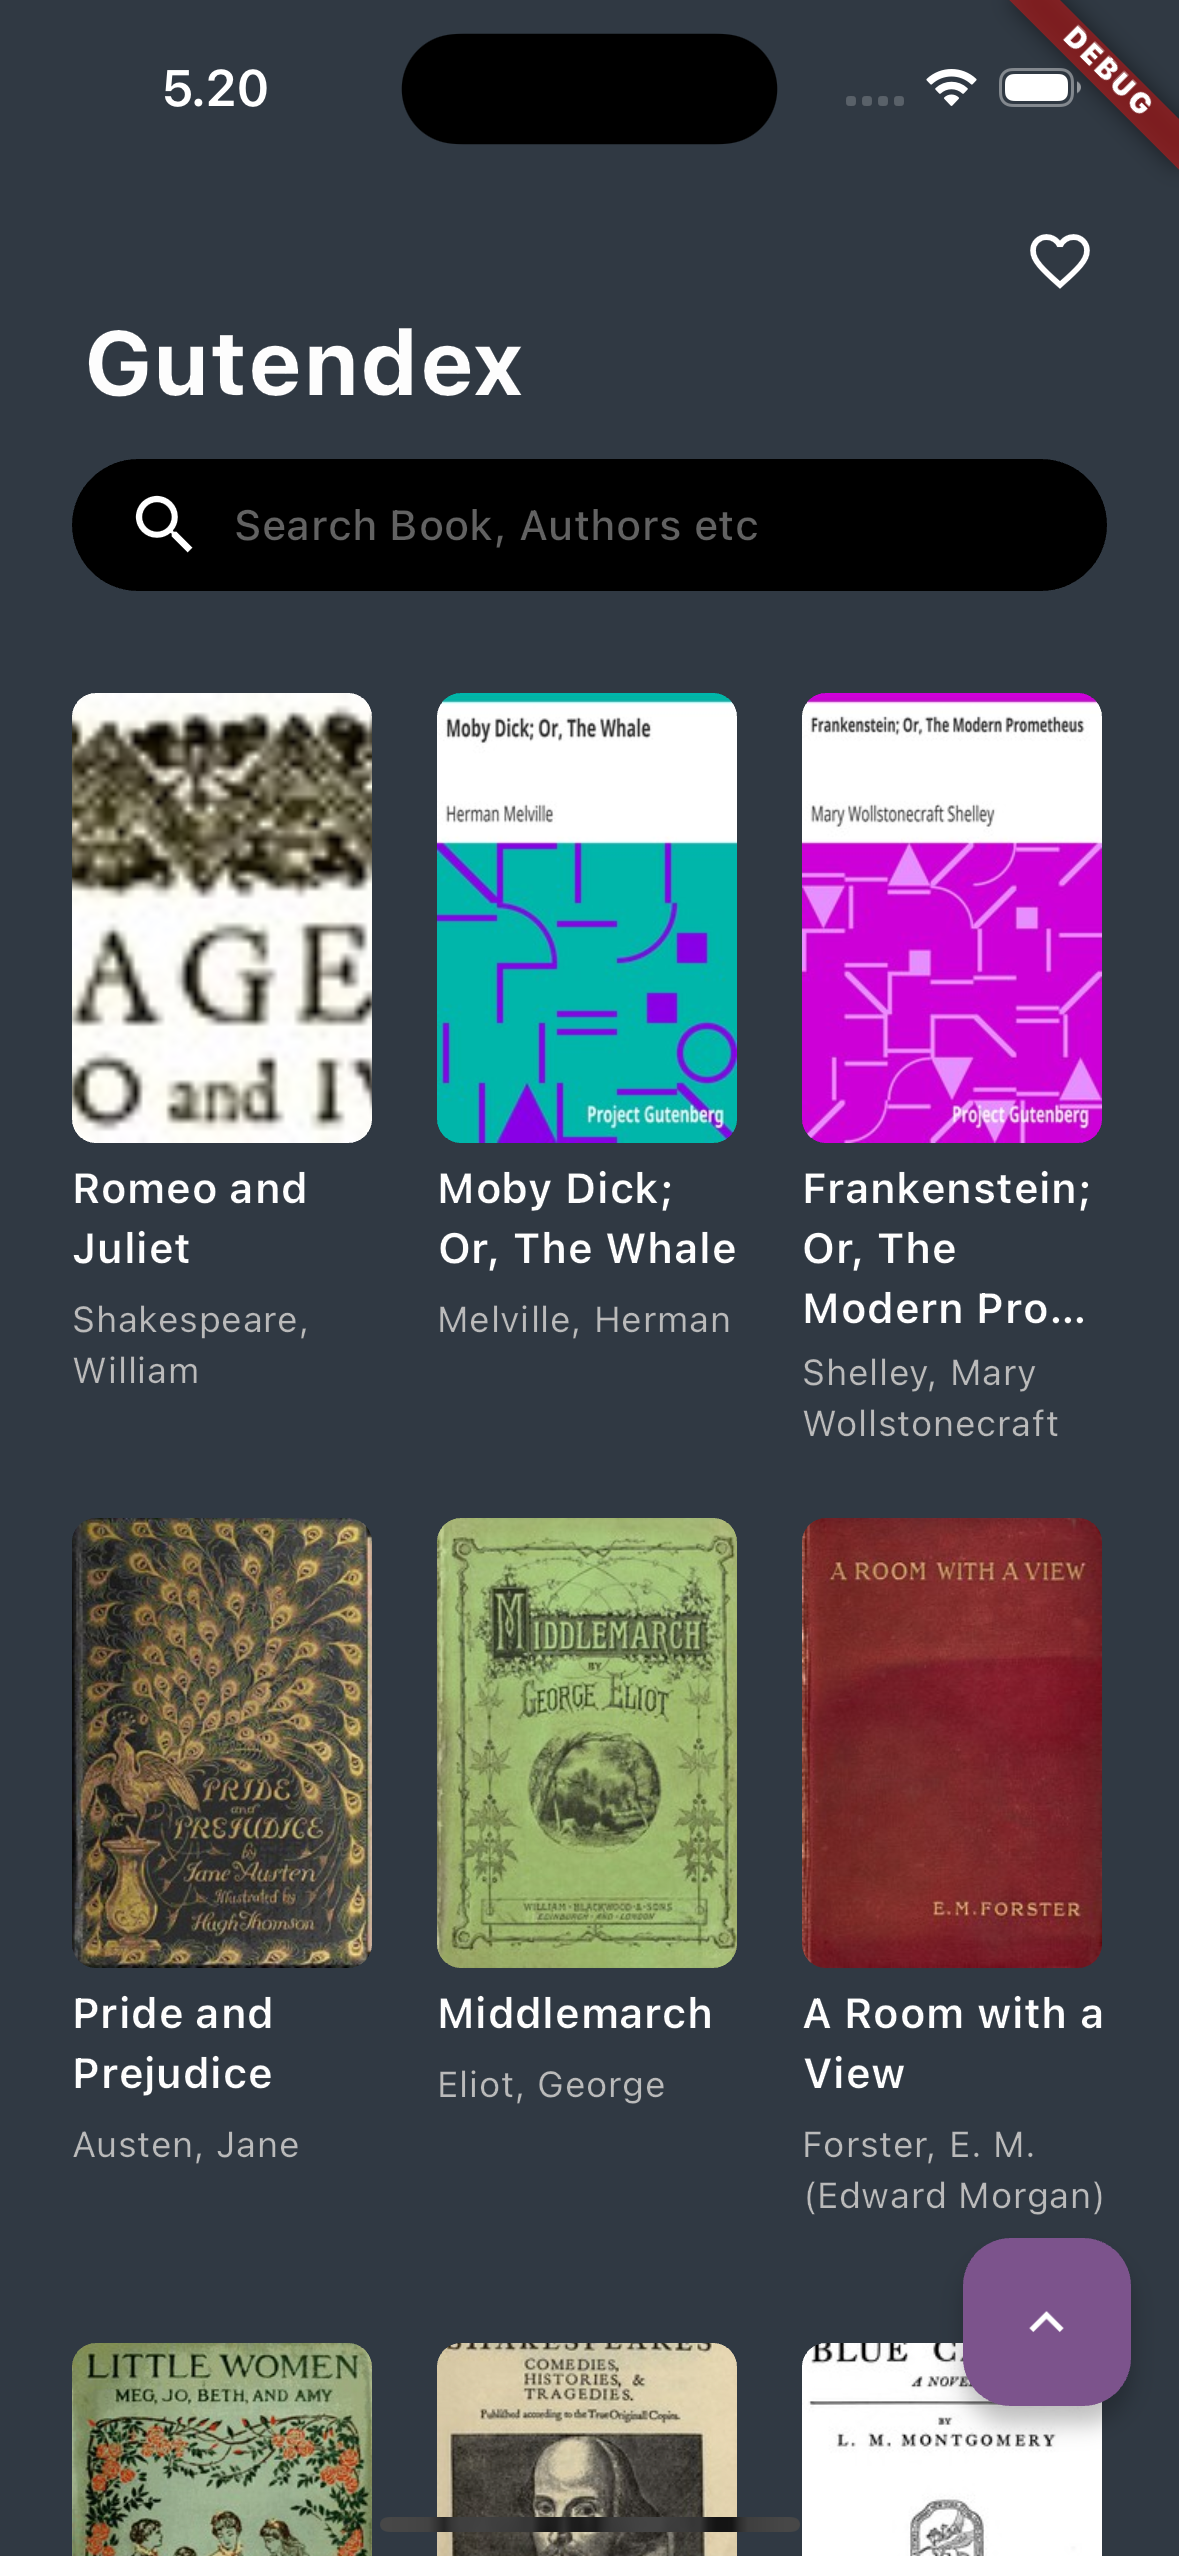 5.20
DEBUG
Gutendex
Search Book, Authors etc
AGE
O and I
Moby Dick; Or, The Whale
Herman Melville
Project Gutenberg
Frankenstein; Or, The Modern Prometheus
Mary Wollstonecraft Shelley
Project Gutenberg
Romeo and
Juliet
Shakespeare,
William
Moby Dick;
Or, The Whale
Melville, Herman
Frankenstein;
Or, The
Modern Pro...
Shelley, Mary
Wollstonecraft
PRIDE
and
PREJUDICE
by
Jane Austen
Illustrated by
Hugh Thomson
MIDDLEMARCH
BY
GEORGE ELIOT
WILLIAM · BLACKWOOD & SONS
EDINBURGH · AND · LONDON
A ROOM WITH A VIEW
E.M.FORSTER
Pride and
Prejudice
Austen, Jane
Middlemarch
Eliot, George
A Room with a
View
Forster, E. M.
(Edward Morgan)
LITTLE WOMEN
MEG, JO, BETH, AND AMY
SHAKESPEARES
COMEDIES,
HISTORIES, &
TRAGEDIES.
Published according to the True Originall Copies.
BLUE C
A NOVE
BY
L. M. MONTGOMERY